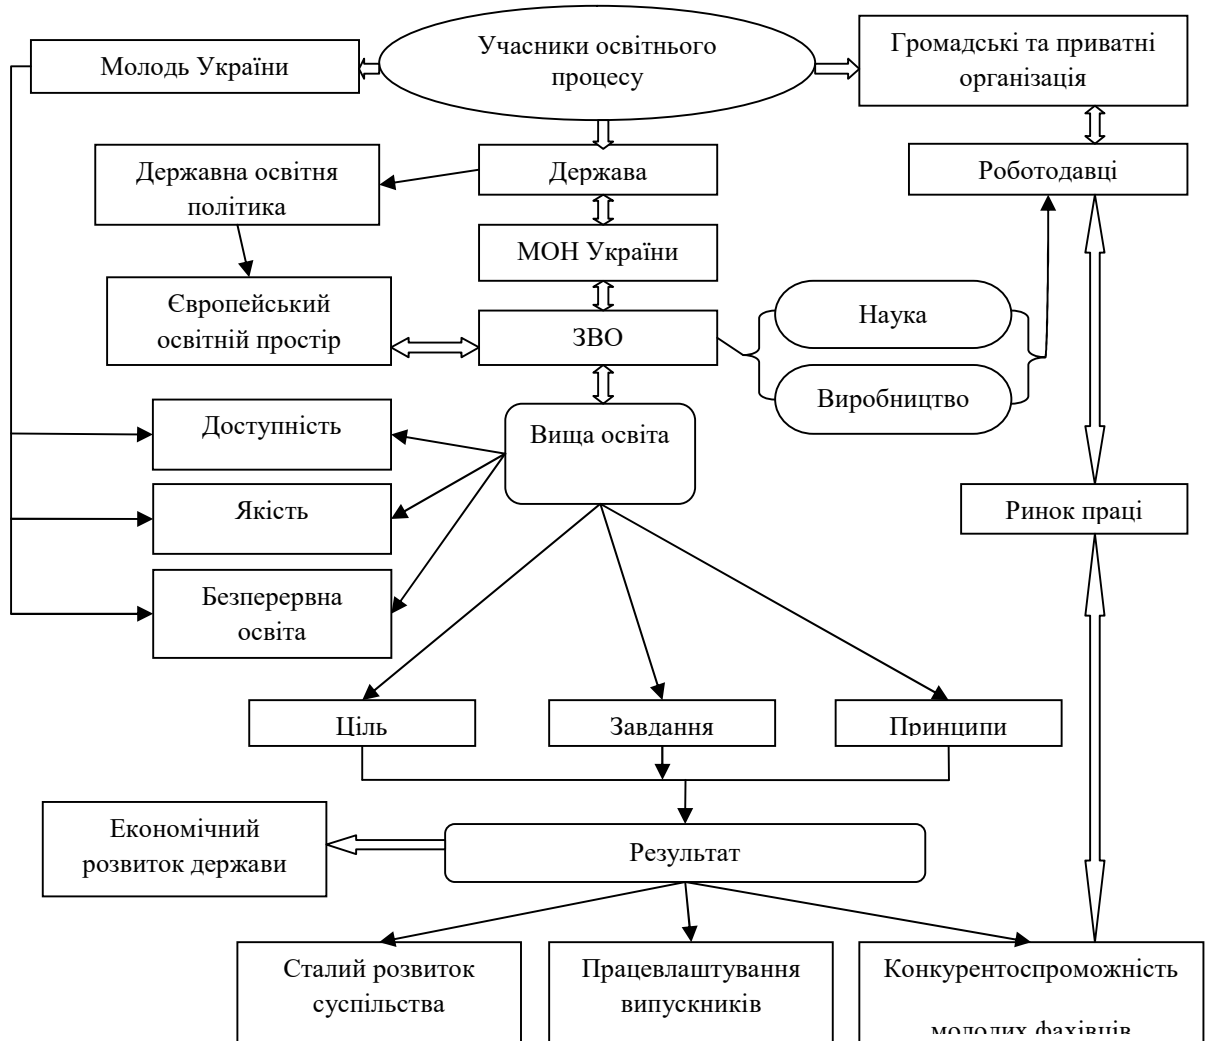 Учасники освітнього
процесу
Молодь України
Громадські та приватні
організація
Державна освітня
політика
Держава
Роботодавці
МОН України
Європейський
освітній простір
ЗВО
Наука
Виробництво
Доступність
Вища освіта
Якість
Ринок праці
Безперервна
освіта
Ціль
Завдання
Принципи
Економічний
розвиток держави
Результат
Сталий розвиток
суспільства
Працевлаштування
випускників
Конкурентоспроможність
молодих фахівців